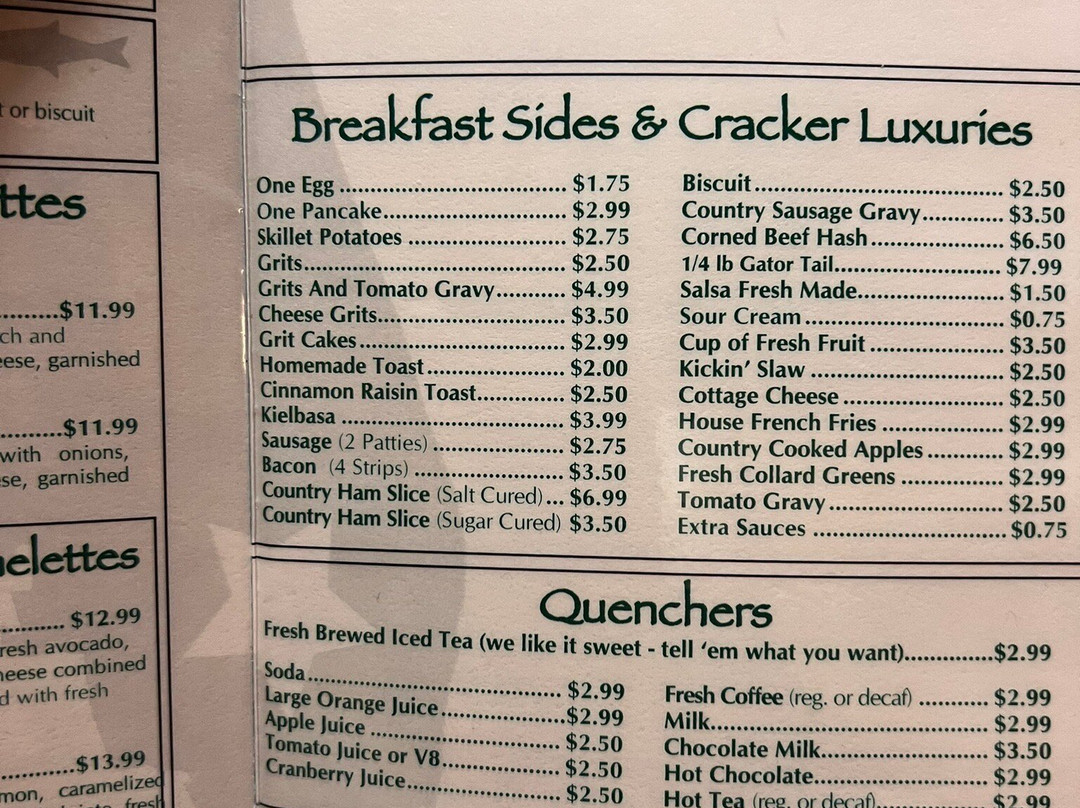 t or biscuit
ttes
..........$11.99
ch and
eese, garnished
..........$11.99
with onions,
se, garnished
elettes
.......... $12.99
resh avocado,
heese combined
d with fresh
..........$13.99
mon, caramelized
fresh
Breakfast Sides & Cracker Luxuries
One Egg .......... $1.75
One Pancake.......... $2.99
Skillet Potatoes .......... $2.75
Grits.......... $2.50
Grits And Tomato Gravy.......... $4.99
Cheese Grits.......... $3.50
Grit Cakes.......... $2.99
Homemade Toast.......... $2.00
Cinnamon Raisin Toast.......... $2.50
Kielbasa .......... $3.99
Sausage (2 Patties) .......... $2.75
Bacon (4 Strips) .......... $3.50
Country Ham Slice (Salt Cured)... $6.99
Country Ham Slice (Sugar Cured) $3.50
Biscuit.......... $2.50
Country Sausage Gravy.......... $3.50
Corned Beef Hash.......... $6.50
1/4 lb Gator Tail.......... $7.99
Salsa Fresh Made.......... $1.50
Sour Cream.......... $0.75
Cup of Fresh Fruit .......... $3.50
Kickin’ Slaw .......... $2.50
Cottage Cheese .......... $2.50
House French Fries .......... $2.99
Country Cooked Apples .......... $2.99
Fresh Collard Greens .......... $2.99
Tomato Gravy.......... $2.50
Extra Sauces .......... $0.75
Quenchers
Fresh Brewed Iced Tea (we like it sweet - tell ‘em what you want)..........$2.99
Soda.......... $2.99
Large Orange Juice..........$2.99
Apple Juice .......... $2.50
Tomato Juice or V8.......... $2.50
Cranberry Juice.......... $2.50
Fresh Coffee (reg. or decaf) .......... $2.99
Milk.......... $2.99
Chocolate Milk.......... $3.50
Hot Chocolate.......... $2.99
Hot Tea (reg. or decaf).......... $2.99